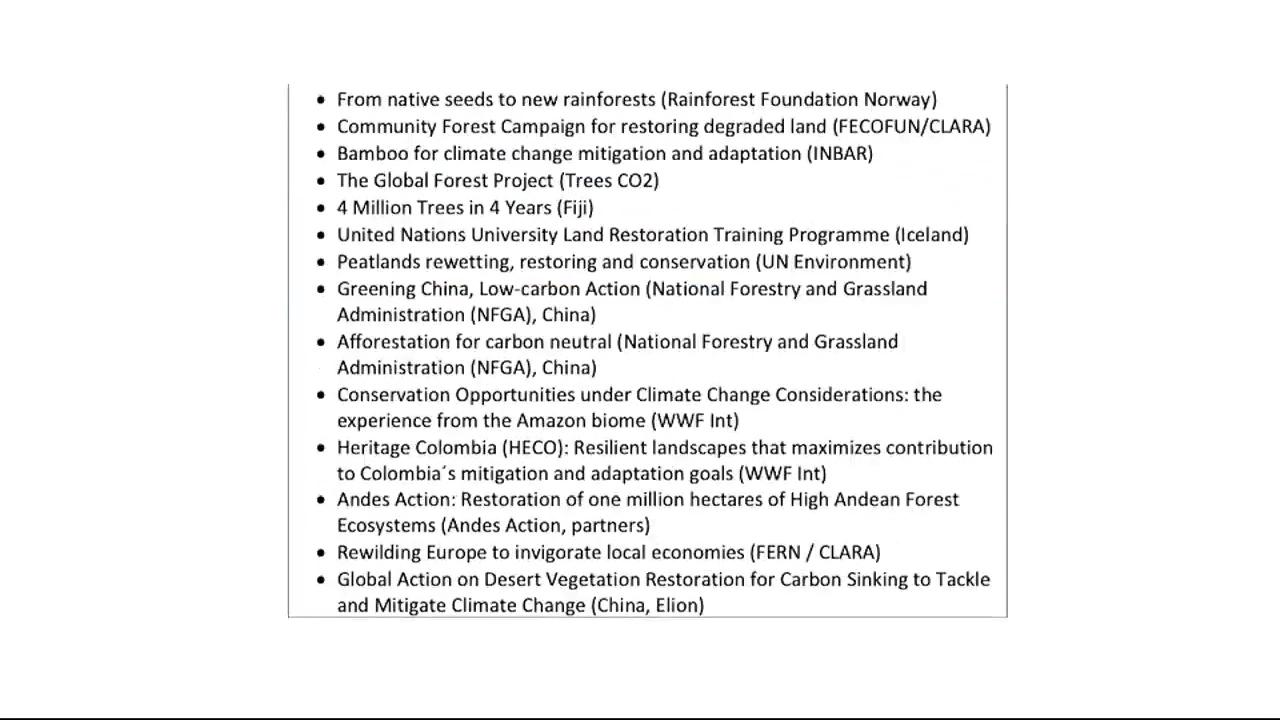 • From native seeds to new rainforests (Rainforest Foundation Norway)
• Community Forest Campaign for restoring degraded land (FECOFUN/CLARA)
• Bamboo for climate change mitigation and adaptation (INBAR)
• The Global Forest Project (Trees CO2)
• 4 Million Trees in 4 Years (Fiji)
• United Nations University Land Restoration Training Programme (Iceland)
• Peatlands rewetting, restoring and conservation (UN Environment)
• Greening China, Low-carbon Action (National Forestry and Grassland
Administration (NFGA), China)
• Afforestation for carbon neutral (National Forestry and Grassland
Administration (NFGA), China)
• Conservation Opportunities under Climate Change Considerations: the
experience from the Amazon biome (WWF Int)
• Heritage Colombia (HECO): Resilient landscapes that maximizes contribution
to Colombia´s mitigation and adaptation goals (WWF Int)
• Andes Action: Restoration of one million hectares of High Andean Forest
Ecosystems (Andes Action, partners)
• Rewilding Europe to invigorate local economies (FERN / CLARA)
• Global Action on Desert Vegetation Restoration for Carbon Sinking to Tackle
and Mitigate Climate Change (China, Elion)